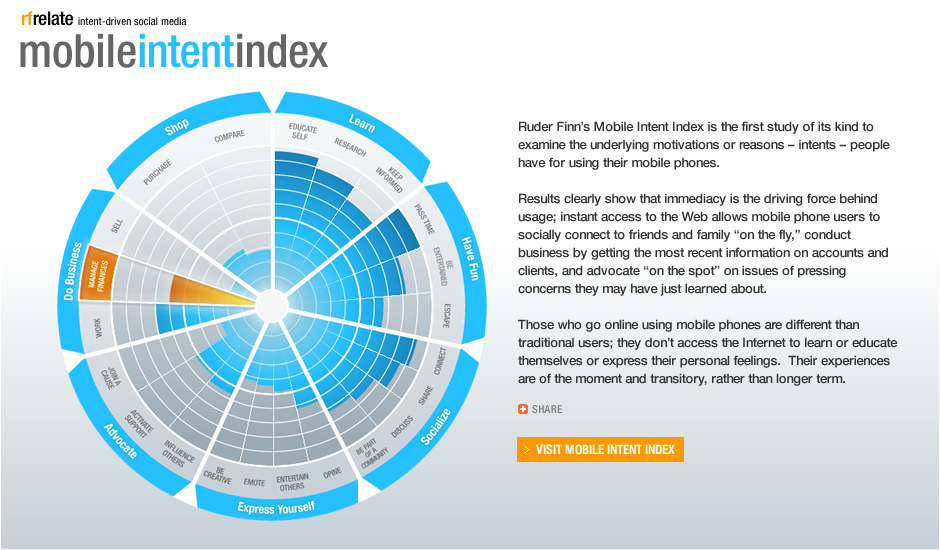 rfrelate intent-driven social media
mobileintentindex
Shop
COMPARE
PURCHASE
Learn
EDUCATE
SELF
RESEARCH
KEEP
INFORMED
Have Fun
PASS TIME
BE
ENTERTAINED
ESCAPE
Socialize
CONNECT
SHARE
DISCUSS
BE PART
OF A
COMMUNITY
Express Yourself
OPINE
ENTERTAIN
OTHERS
EMOTE
BE
CREATIVE
Advocate
INFLUENCE
OTHERS
ACTIVATE
SUPPORT
JOIN A
CAUSE
Do Business
WORK
MANAGE
FINANCES
SELL
Ruder Finn's Mobile Intent Index is the first study of its kind to
examine the underlying motivations or reasons – intents – people
have for using their mobile phones.
Results clearly show that immediacy is the driving force behind
usage; instant access to the Web allows mobile phone users to
socially connect to friends and family “on the fly,” conduct
business by getting the most recent information on accounts and
clients, and advocate “on the spot” on issues of pressing
concerns they may have just learned about.
Those who go online using mobile phones are different than
traditional users; they don't access the Internet to learn or educate
themselves or express their personal feelings. Their experiences
are of the moment and transitory, rather than longer term.
SHARE
VISIT MOBILE INTENT INDEX